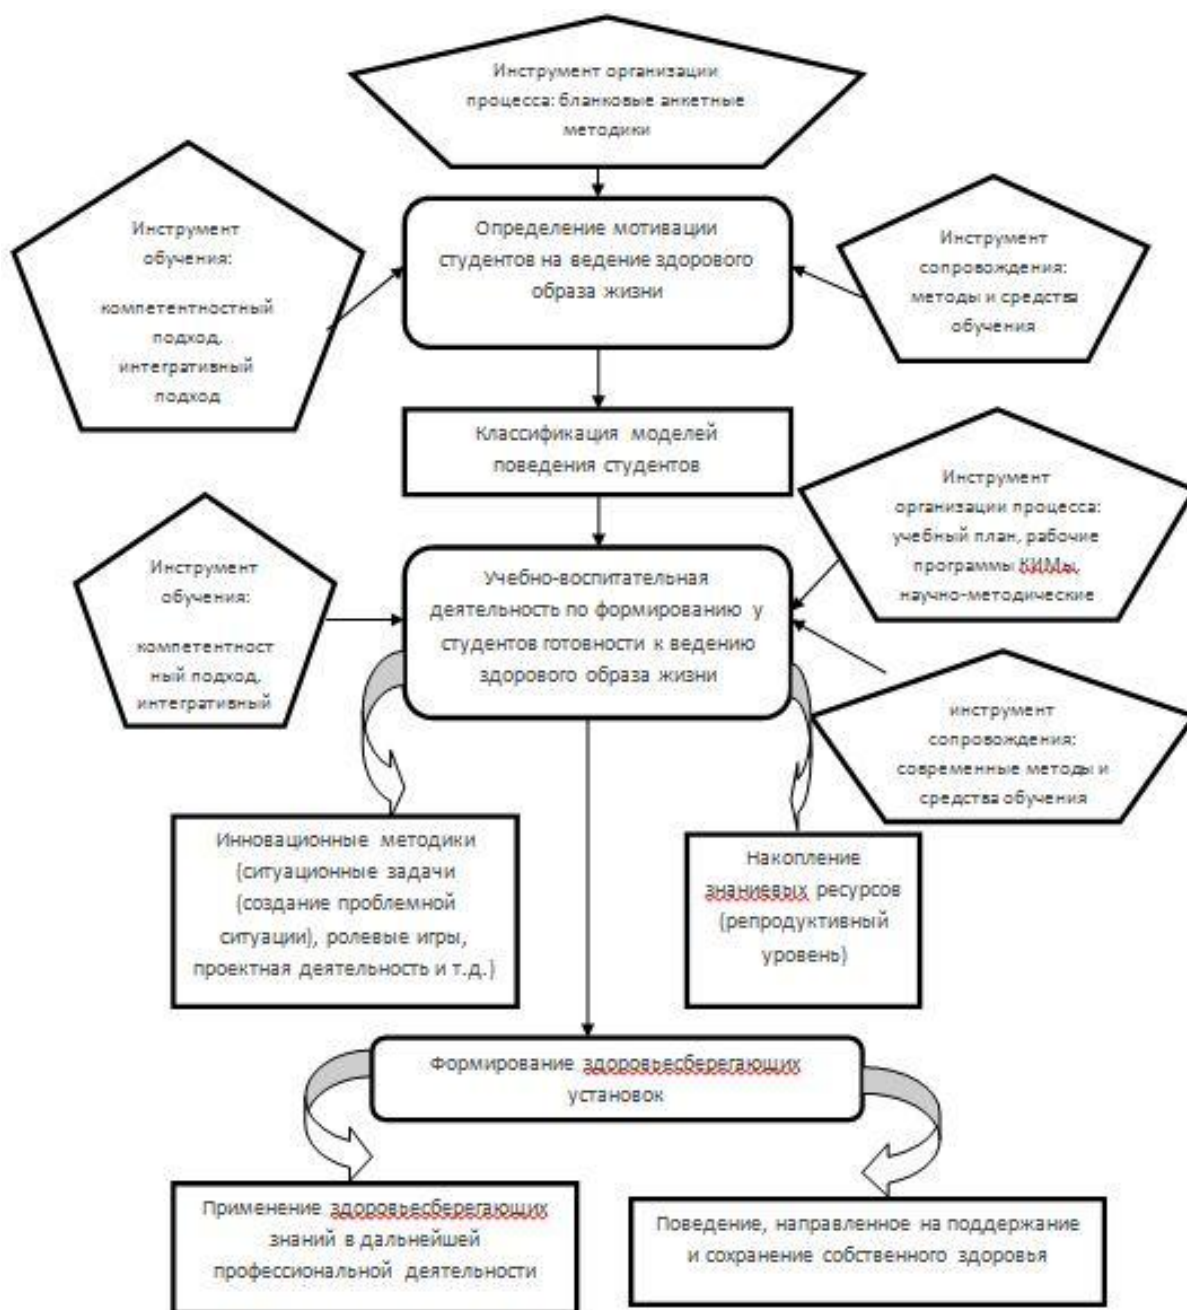 Инструмент организации
процесса: бланковые анкетные
методики
Инструмент
обучения:
компетентностный
подход,
интегративный
подход
Определение мотивации
студентов на ведение здорового
образа жизни
Инструмент
сопровождения:
методы и средства
обучения
Классификация моделей
поведения студентов
Инструмент
организации процесса:
учебный план, рабочие
программы КИМы,
научно-методические
Инструмент
обучения:
компетентност
ный подход,
интегративный
Учебно-воспитательная
деятельность по формированию у
студентов готовности к ведению
здорового образа жизни
инструмент
сопровождения:
современные методы и
средства обучения
Инновационные методики
(ситуационные задачи
(создание проблемной
ситуации), ролевые игры,
проектная деятельность и т.д.)
Накопление
знаниевых ресурсов
(репродуктивный
уровень)
Формирование здоровьесберегающих
установок
Применение здоровьесберегающих
знаний в дальнейшей
профессиональной деятельности
Поведение, направленное на поддержание
и сохранение собственного здоровья